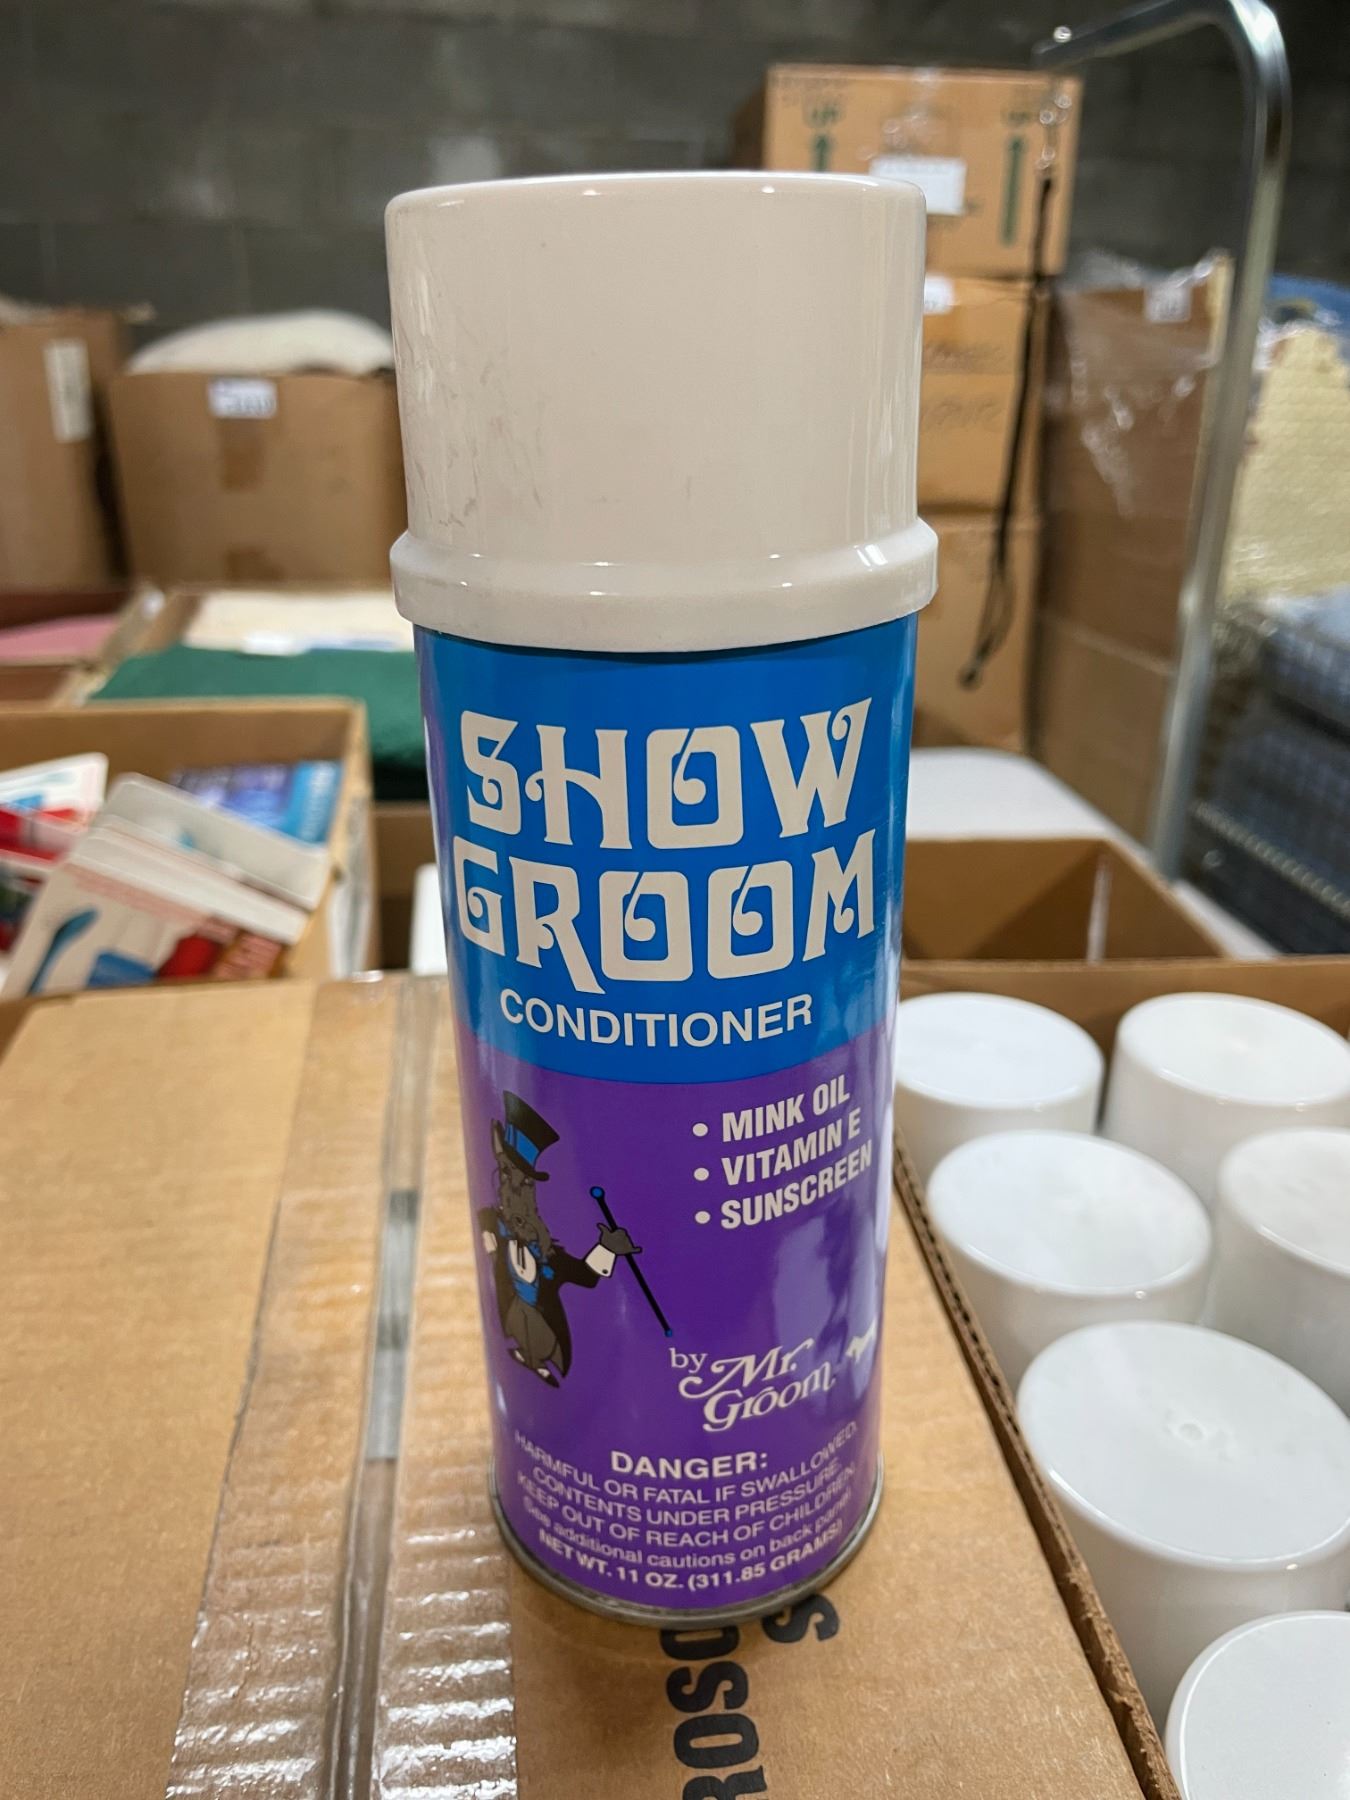 SHOW
GROOM
CONDITIONER
• MINK OIL
• VITAMIN E
• SUNSCREEN
by Mr.
Groom
DANGER:
HARMFUL OR FATAL IF SWALLOWED.
CONTENTS UNDER PRESSURE.
KEEP OUT OF REACH OF CHILDREN.
See additional cautions on back panel
NET WT. 11 OZ. (311.85 GRAMS)